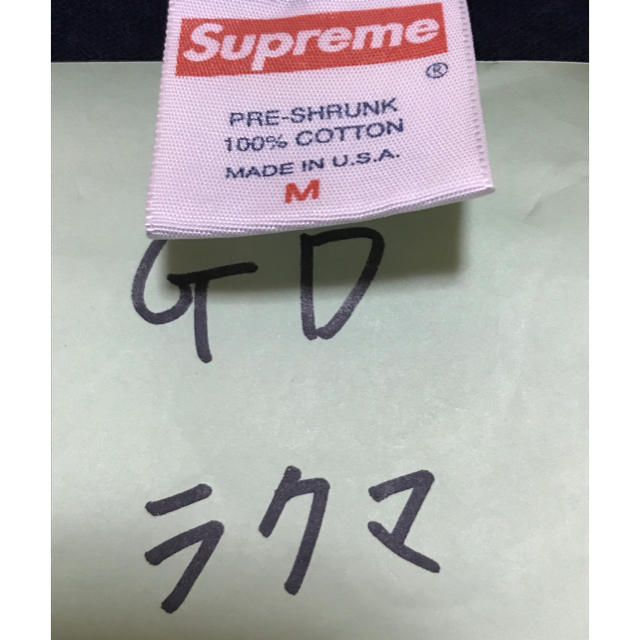 Supreme
®
PRE-SHRUNK
100% COTTON
MADE IN U.S.A.
M
GD
ラクマ